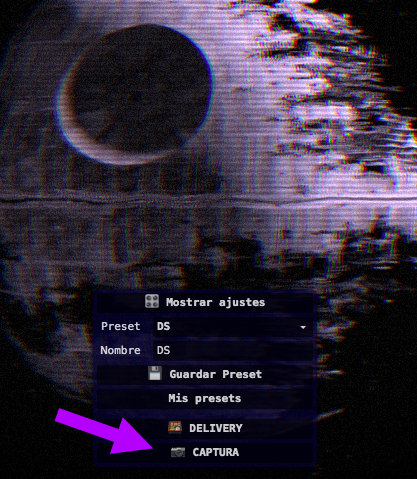 Mostrar ajustes
Preset DS
Nombre DS
Guardar Preset
Mis presets
DELIVERY
CAPTURA